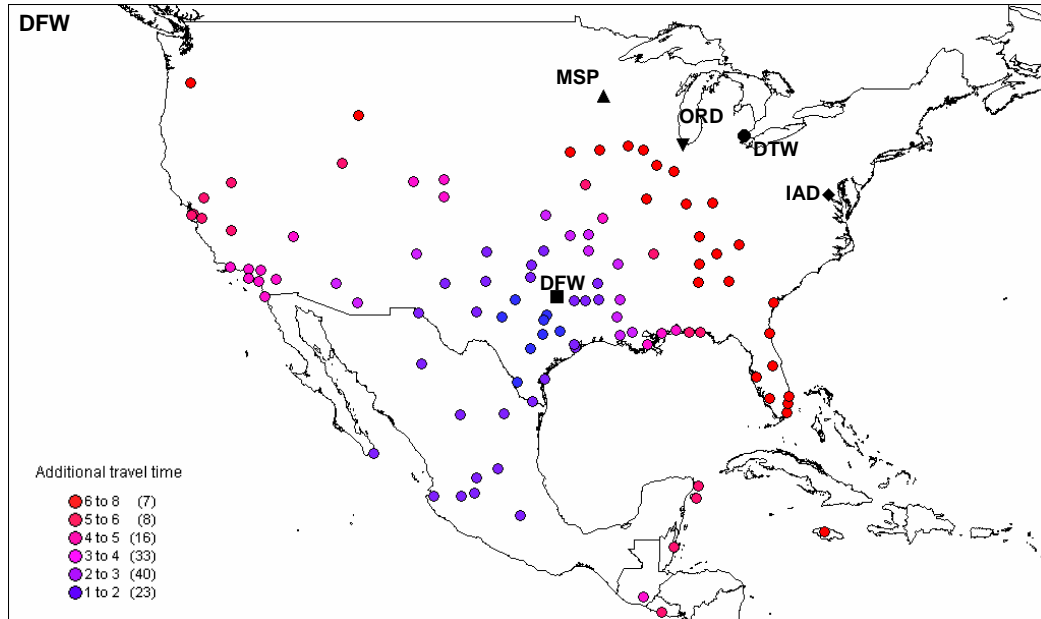 DFW
MSP
ORD
DTW
IAD
DFW
Additional travel time
6 to 8 (7)
5 to 6 (8)
4 to 5 (16)
3 to 4 (33)
2 to 3 (40)
1 to 2 (23)